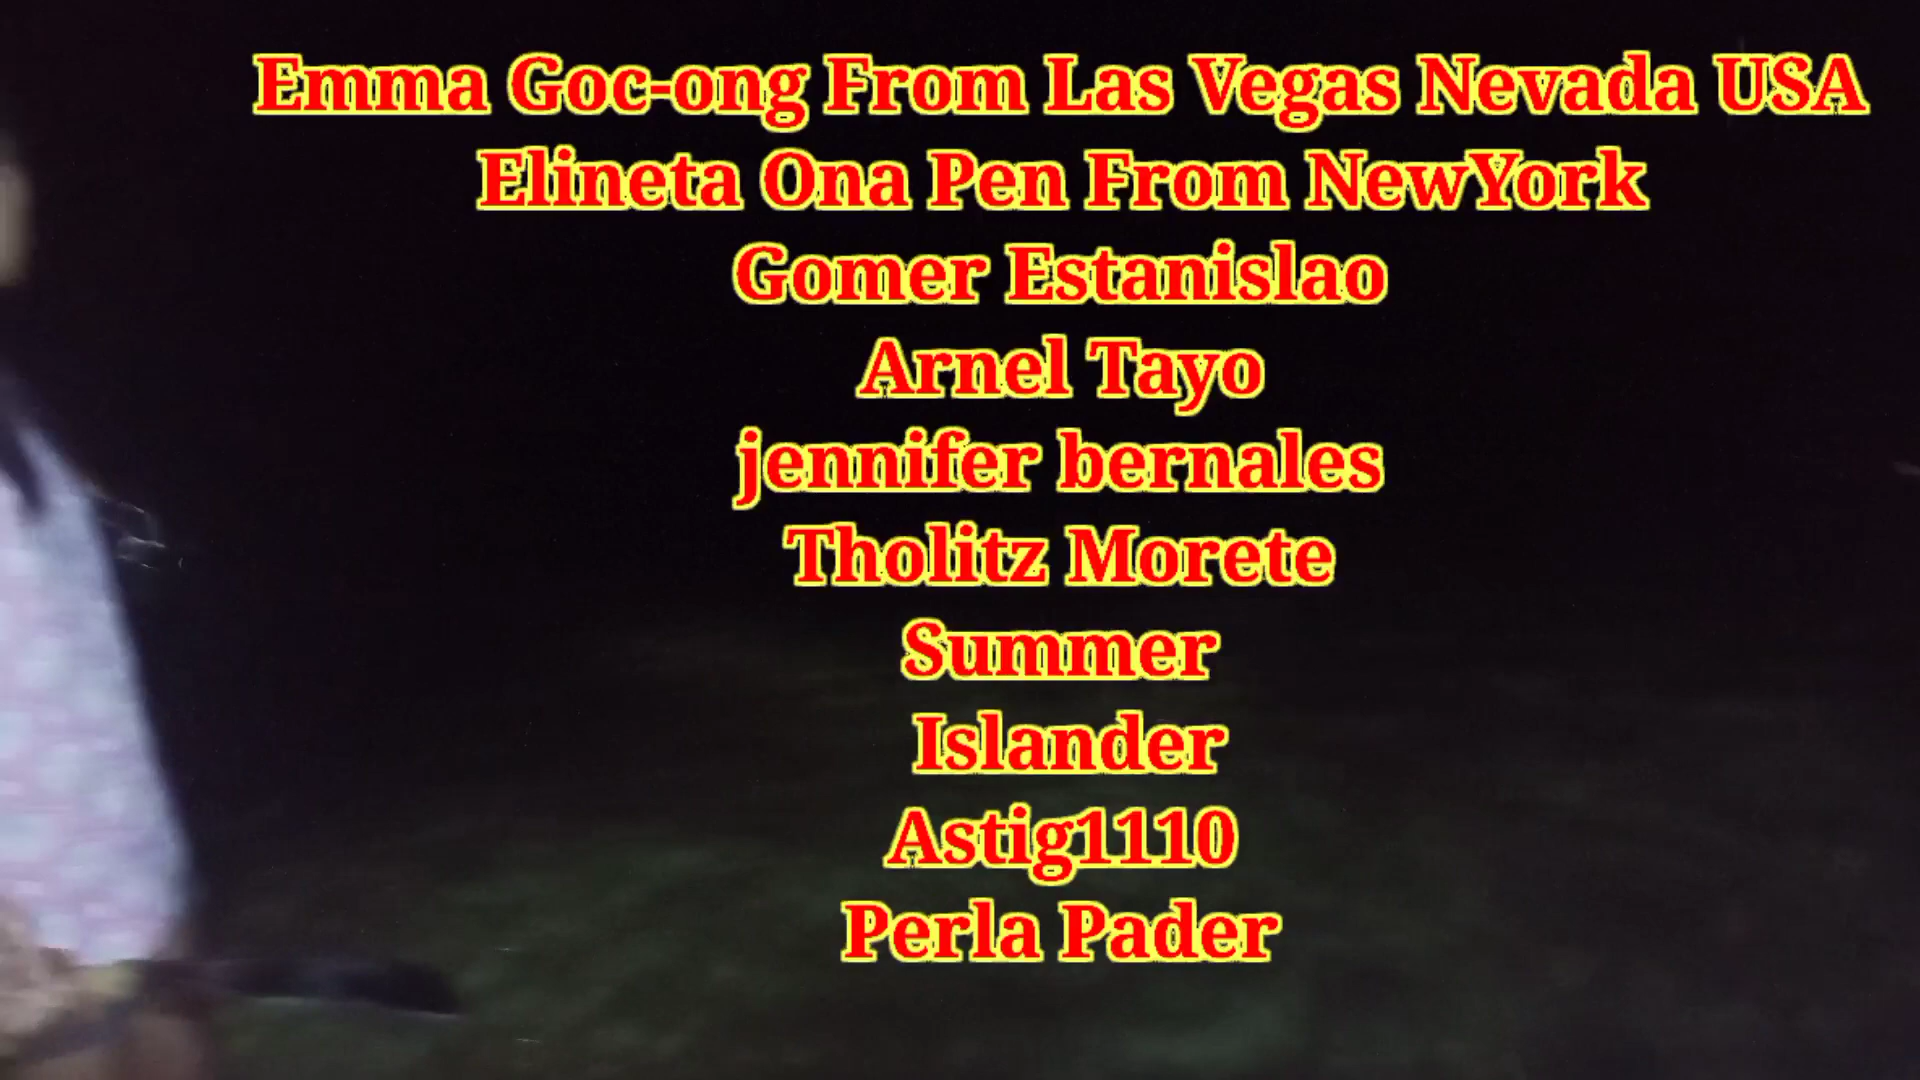 Emma Goc-ong From Las Vegas Nevada USA
Elineta Ona Pen From NewYork
Gomer Estanislao
Arnel Tayo
jennifer bernales
Tholitz Morete
Summer
Islander
Astig1110
Perla Pader